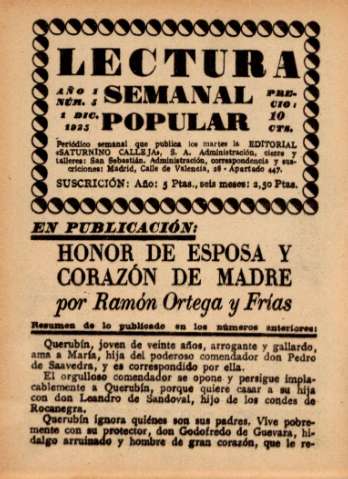 LECTURA
AÑO 1
NÚM. 5
SEMANAL
PRE-
CIO:
1 DIC.
1925
POPULAR
10
CTS.
Periódico semanal que publica los martes la EDITORIAL
«SATURNINO CALLEJA», S. A. Administración, cierre y
talleres: San Sebastián. Administración, correspondencia y sus-
criciones: Madrid, Calle de Valencia, 28 - Apartado 447.
SUSCRICIÓN: Año: 5 Ptas., seis meses: 2,50 Ptas.
EN PUBLICACIÓN:
HONOR DE ESPOSA Y
CORAZÓN DE MADRE
por Ramón Ortega y Frías
Resumen de lo publicado en los números anteriores:
Querubín, joven de veinte años, arrogante y gallardo,
ama a María, hija del poderoso comendador don Pedro
de Saavedra, y es correspondido por ella.
El orgulloso comendador se opone y persigue impla-
cablemente a Querubín, porque quiere casar a su hija
con don Leandro de Sandoval, hijo de los condes de
Rocanegra.
Querubín ignora quiénes son sus padres. Vive pobre-
mente con su protector, don Godofredo de Guevara, hi-
dalgo arruinado y hombre de gran corazón, que le re-